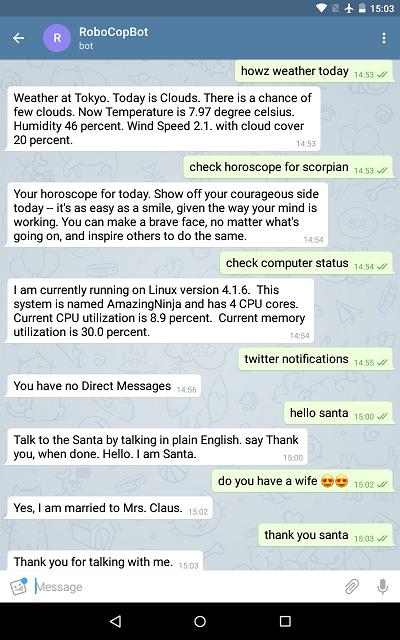 15:03
R
RoboCopBot
bot
howz weather today 14:53
Weather at Tokyo. Today is Clouds. There is a chance of
few clouds. Now Temperature is 7.97 degree celsius.
Humidity 46 percent. Wind Speed 2.1. with cloud cover
20 percent. 14:53
check horoscope for scorpian 14:53
Your horoscope for today. Show off your courageous side
today – it's as easy as a smile, given the way your mind is
working. You can make a brave face, no matter what's
going on, and inspire others to do the same. 14:54
check computer status 14:54
I am currently running on Linux version 4.1.6. This
system is named AmazingNinja and has 4 CPU cores.
Current CPU utilization is 8.9 percent. Current memory
utilization is 30.0 percent. 14:54
twitter notifications 14:55
You have no Direct Messages 14:56
hello santa 15:00
Talk to the Santa by talking in plain English. say Thank
you, when done. Hello. I am Santa. 15:00
do you have a wife 😍😍 15:02
Yes, I am married to Mrs. Claus. 15:02
thank you santa 15:03
Thank you for talking with me. 15:03
Message